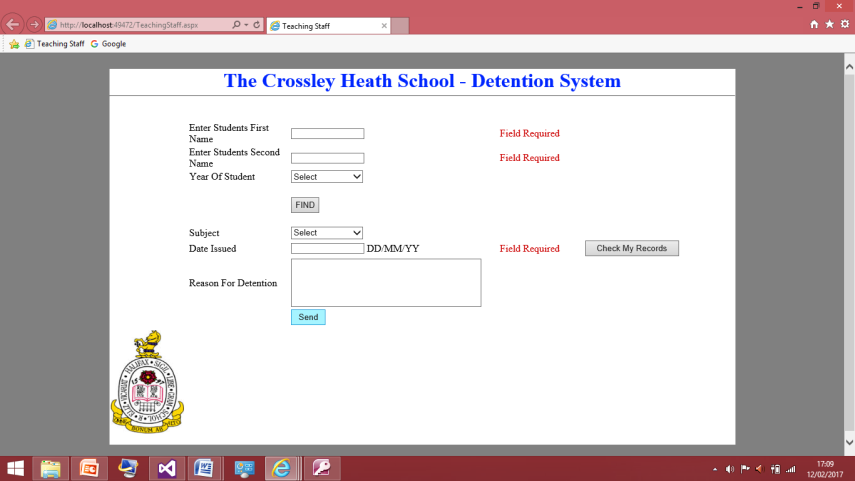 http://localhost:49472/TeachingStaff.aspx
Teaching Staff
Teaching Staff
Google
The Crossley Heath School - Detention System
Enter Students First
Name
Field Required
Enter Students Second
Name
Field Required
Year Of Student
Select
FIND
Subject
Select
Date Issued
DD/MM/YY
Field Required
Check My Records
Reason For Detention
Send
17:09
12/02/2017